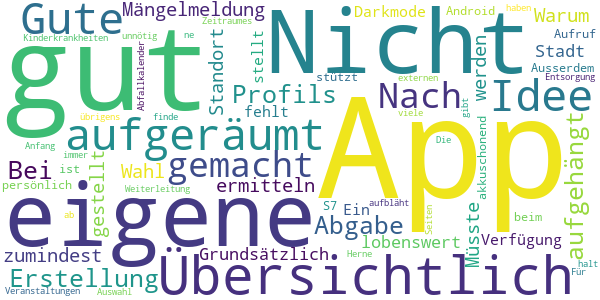 Gute Mängelmeldung Nicht Zeitraumes Darkmode Android haben Warum
Kinderkrankheiten unnötig ne Standort stellt Aufruf
gut Abfallkalender Stadt
übrigens stützt akkuschonend werden Ausserdem
finde Profils Nach externen Idee Entsorgung
Anfang aufgeräumt fehlt App viele gibt
immer Die
Bei gestellt ist Wahl gemacht aufgehängt
persönlich Weiterleitung ermitteln
eigene ab S7 Ein aufbläht Seiten beim
Abgabe Müsste
zumindest Grundsätzlich lobenswert Verfügung
Herne halt
Erstellung Übersichtlich Für
Veranstaltungen Auswahl